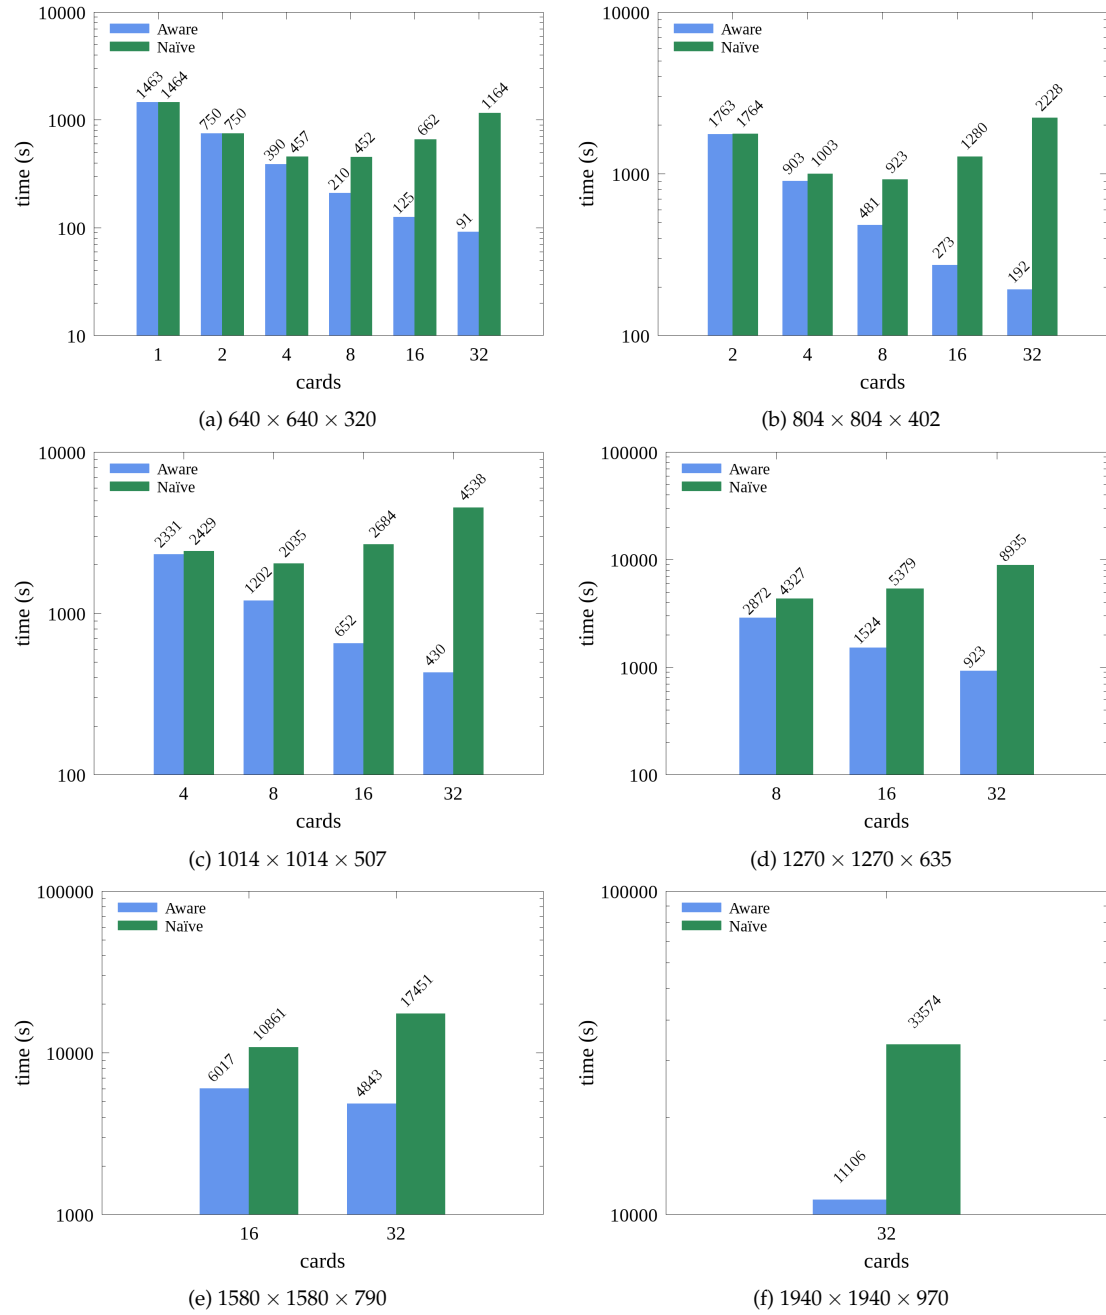 10000
1000
100
10
time (s)
Aware
Naïve
1463 1464
750 750
390 457
210 452
125 662
91 1164
1 2 4 8 16 32
cards
(a) 640 × 640 × 320
10000
1000
100
time (s)
Aware
Naïve
1763 1764
903 1003
481 923
273 1280
192 2228
2 4 8 16 32
cards
(b) 804 × 804 × 402
10000
1000
100
time (s)
Aware
Naïve
2331 2429
1202 2035
652 2684
430 4538
4 8 16 32
cards
(c) 1014 × 1014 × 507
100000
10000
1000
100
time (s)
Aware
Naïve
2872 4327
1524 5379
923 8935
8 16 32
cards
(d) 1270 × 1270 × 635
100000
10000
1000
time (s)
Aware
Naïve
6017 10861
4843 17451
16 32
cards
(e) 1580 × 1580 × 790
100000
10000
time (s)
Aware
Naïve
11106 33574
32
cards
(f) 1940 × 1940 × 970